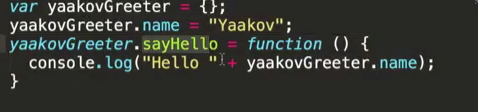 var yaakovGreeter = {};
yaakovGreeter.name = "Yaakov";
yaakovGreeter.sayHello = function () {
  console.log("Hello " + yaakovGreeter.name);
}